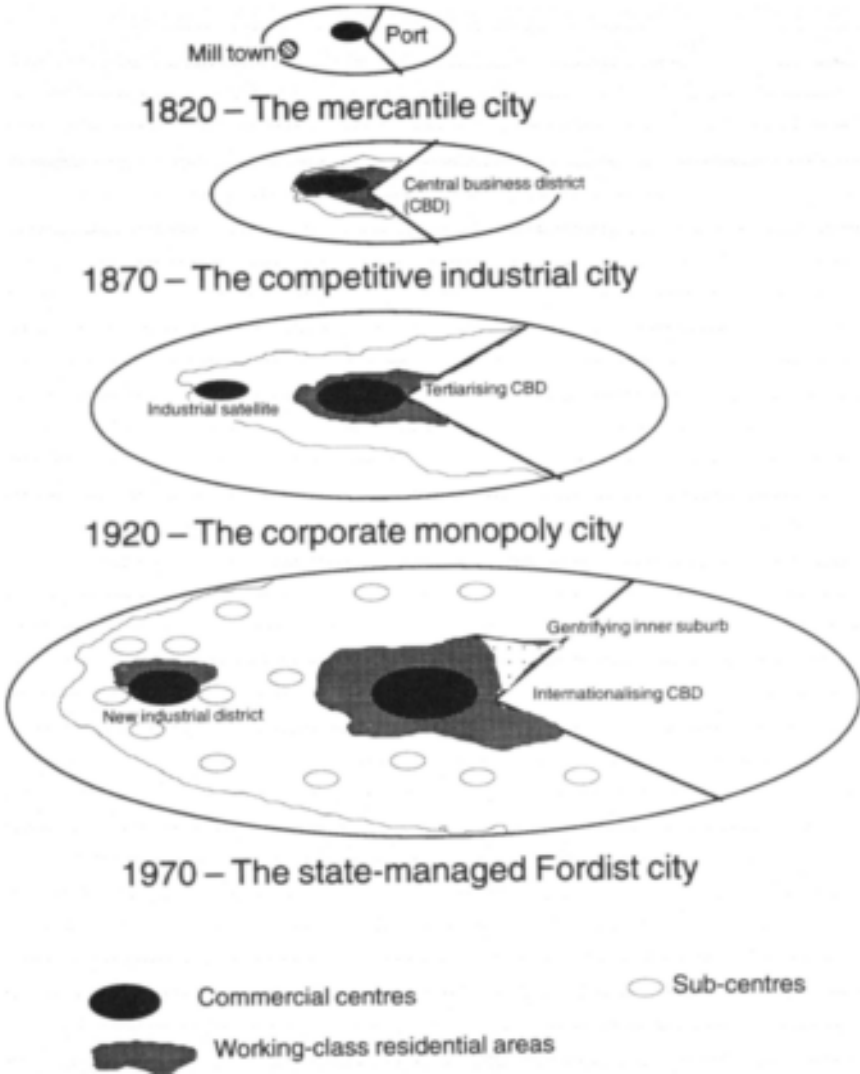 Port
Mill town
1820 – The mercantile city
Central business district
(CBD)
1870 – The competitive industrial city
Tertiarising CBD
Industrial satellite
1920 – The corporate monopoly city
Gentrifying inner suburb
Internationalising CBD
New industrial district
1970 – The state-managed Fordist city
Commercial centres
Sub-centres
Working-class residential areas